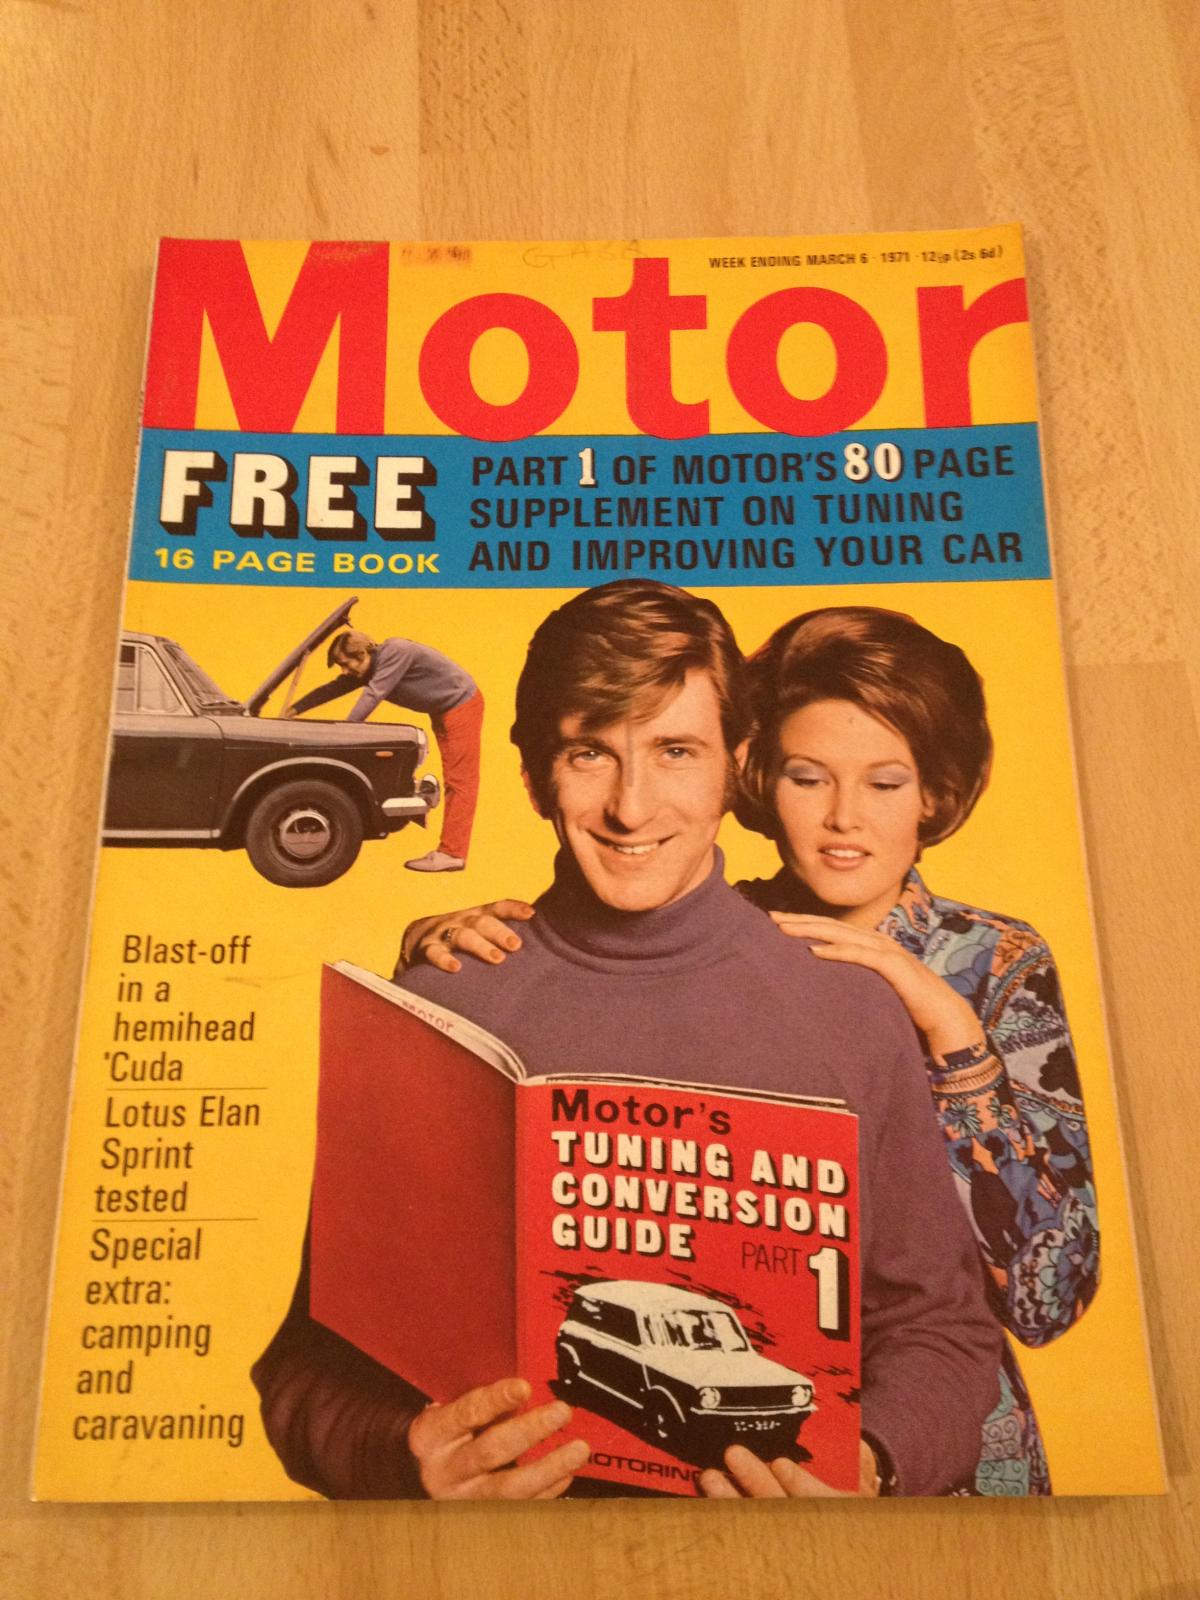 WEEK ENDING MARCH 6 · 1971 · 12½p (2s 6d)
Motor
FREE
16 PAGE BOOK
PART 1 OF MOTOR'S 80 PAGE
SUPPLEMENT ON TUNING
AND IMPROVING YOUR CAR
Blast-off
in a
hemihead
'Cuda
Lotus Elan
Sprint
tested
Special
extra:
camping
and
caravaning
Motor
Motor's
TUNING AND
CONVERSION
GUIDE
PART 1